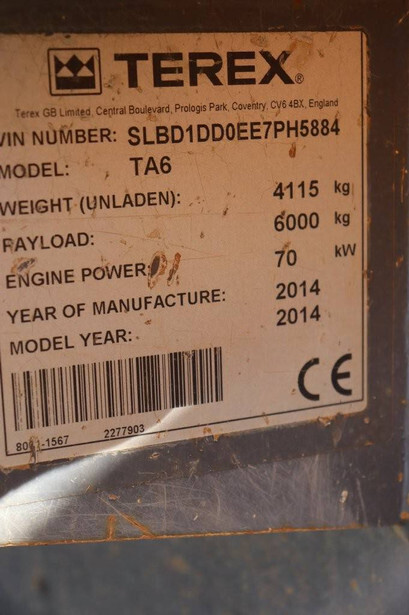 TEREX®
Terex GB Limited, Central Boulevard, Prologis Park, Coventry, CV6 4BX, England
VIN NUMBER: SLBD1DD0EE7PH5884
MODEL: TA6
WEIGHT (UNLADEN): 4115 kg
PAYLOAD: 6000 kg
ENGINE POWER: 70 kW
YEAR OF MANUFACTURE: 2014
MODEL YEAR: 2014
CE
2277903